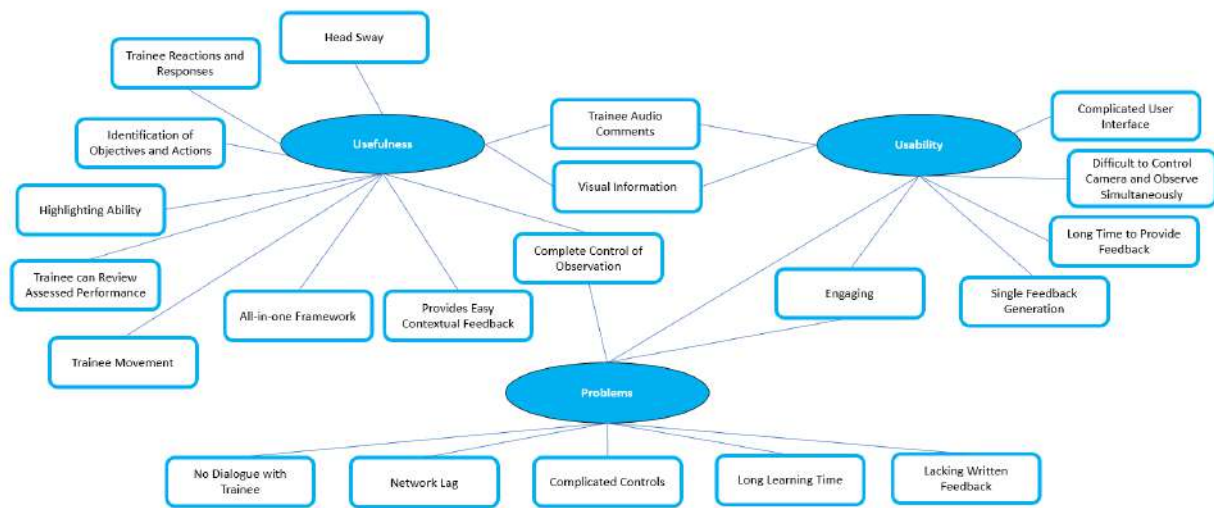 Head Sway
Trainee Reactions and
Responses
Trainee Audio
Comments
Complicated User
Interface
Identification of
Objectives and Actions
Usefulness
Usability
Visual Information
Difficult to Control
Camera and Observe
Simultaneously
Highlighting Ability
Complete Control of
Observation
Long Time to Provide
Feedback
Trainee can Review
Assessed Performance
All-in-one Framework
Provides Easy
Contextual Feedback
Engaging
Single Feedback
Generation
Trainee Movement
Problems
No Dialogue with
Trainee
Network Lag
Complicated Controls
Long Learning Time
Lacking Written
Feedback